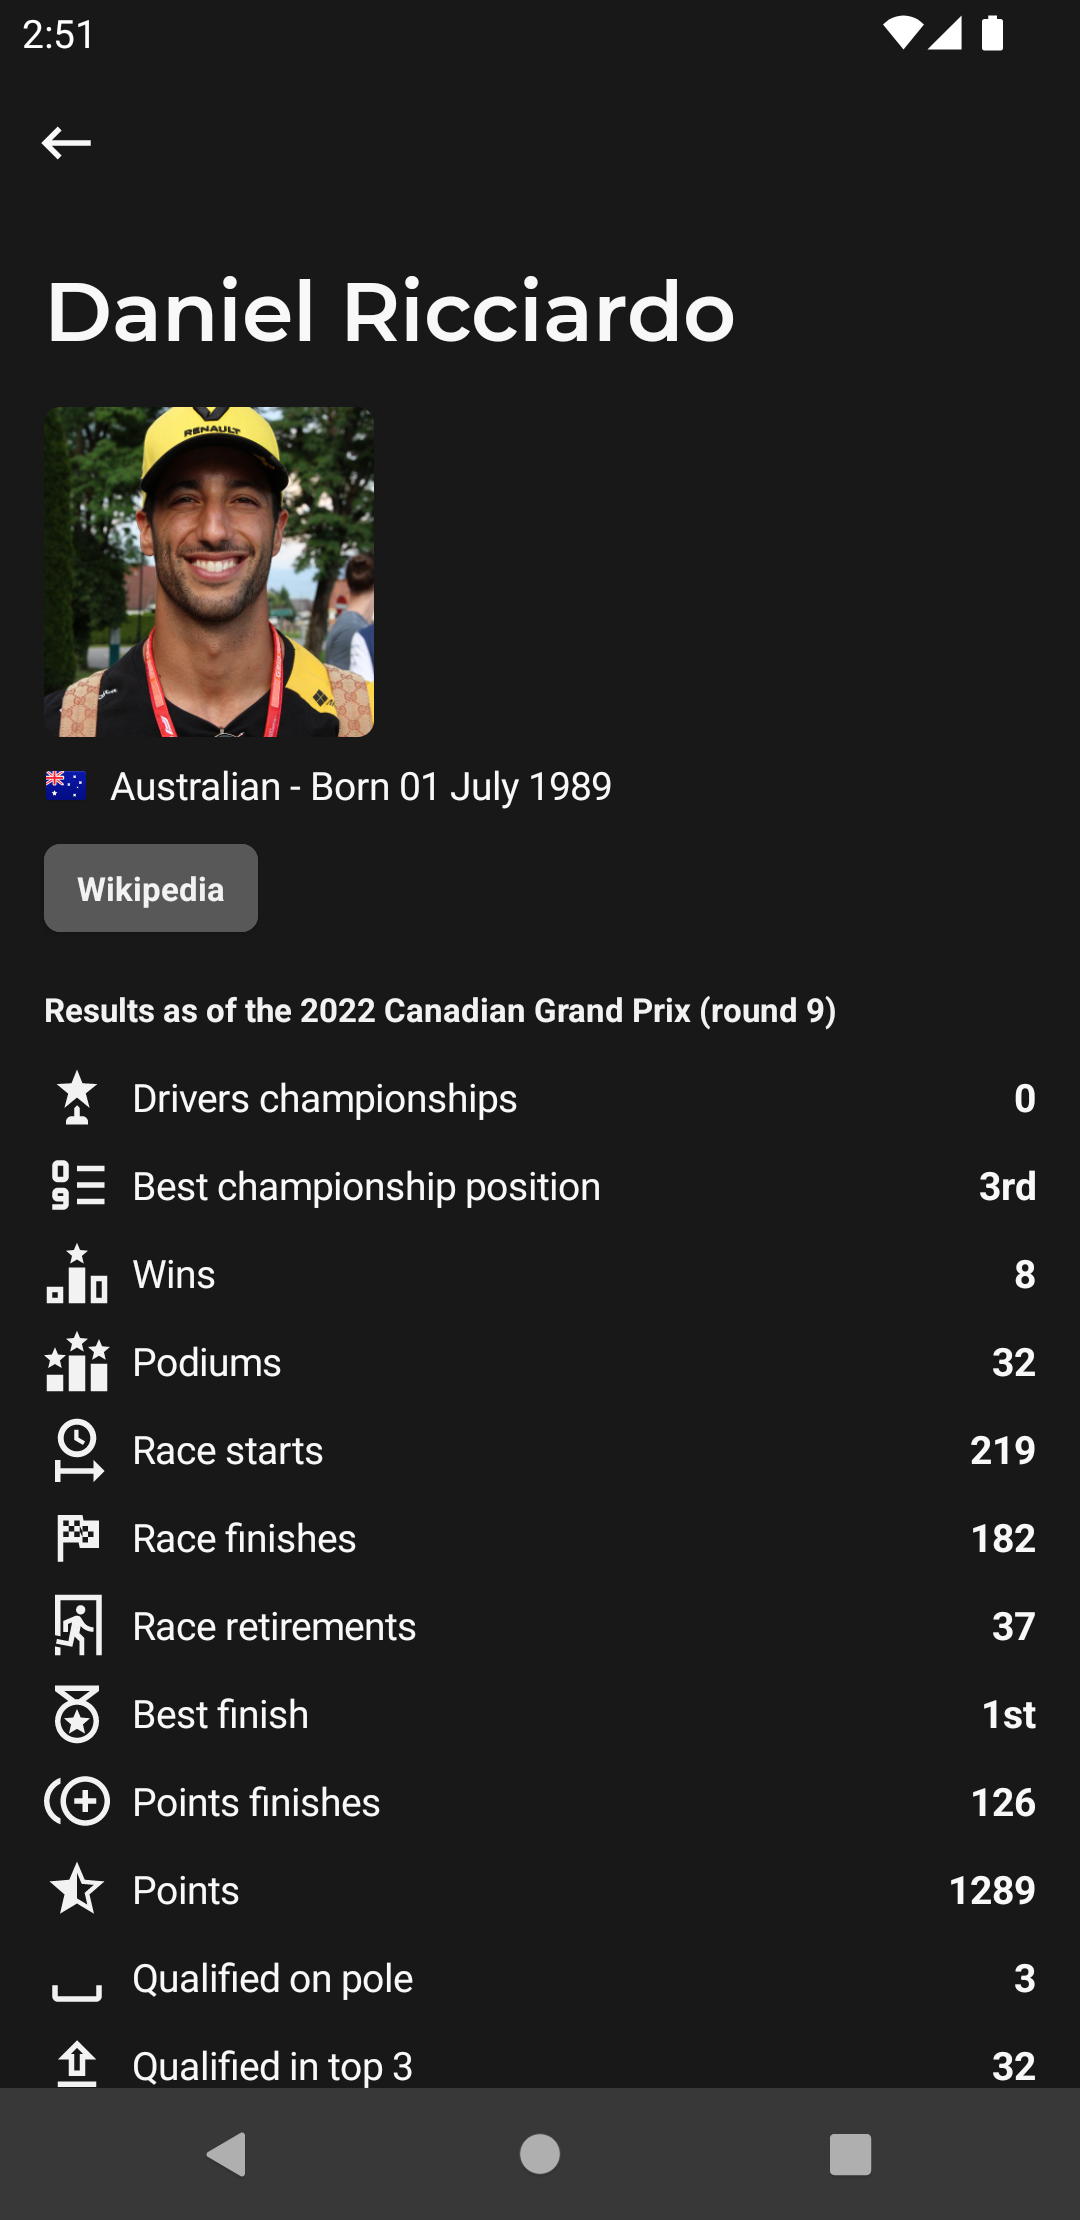 2:51
Daniel Ricciardo
RENAULT
Australian - Born 01 July 1989
Wikipedia
Results as of the 2022 Canadian Grand Prix (round 9)
Drivers championships 0
Best championship position 3rd
Wins 8
Podiums 32
Race starts 219
Race finishes 182
Race retirements 37
Best finish 1st
Points finishes 126
Points 1289
Qualified on pole 3
Qualified in top 3 32